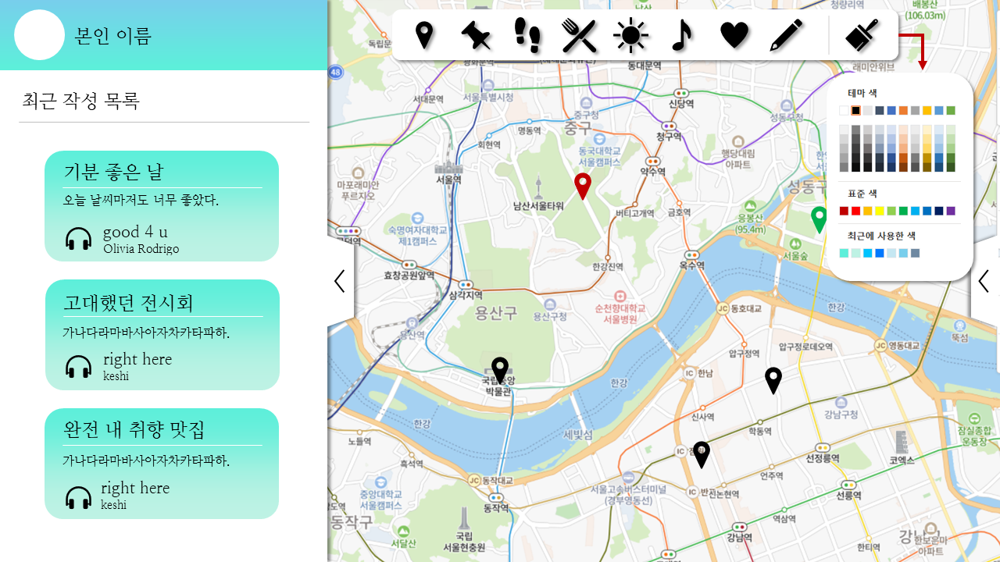 본인 이름
최근 작성 목록
기분 좋은 날
오늘 날씨마저도 너무 좋았다.
good 4 u
Olivia Rodrigo
고대했던 전시회
가나다라마바사아자차카타파하.
right here
keshi
완전 내 취향 맛집
가나다라마바사아자차카타파하.
right here
keshi
청량리역
배봉산
(106.03m)
동대문역
래미안위브
48
서대문역
서울특별시청
신당역
중구청
중구
성동구청
명동역
청구역
회현역
동국대학교
서울캠퍼스
행당대림
아파트
약수역
서울역
마포래미안
푸르지오
성동구
남산서울타워
버티고개역
금호역
응봉산
(95.4m)
숙명여자대학교
제1캠퍼스
서울숲
효창공원앞역
한강진역
옥수역
삼각지역
용산구
용산구청
순천향대학교
서울병원
JC
동호대교
한강
용산역
뚝섬
압구정로데오역
JC
영동대교
압구정역
국립중앙
박물관
IC
한남
한강
강남구청
신사역
한강
세빛섬
학동역
잠실종합
운동장
노들역
IC
선정릉역
코엑스
흑석역
언주역
JC
동작대교
중앙대학교
서울캠퍼스
서울고속버스터미널
(경부영동선)
IC
반포
논현역
선릉역
동작역
동작구
역삼역
국립
서울현충원
서달산
강남역
한보은마
아파트
한티역
테마 색
표준 색
최근에 사용한 색